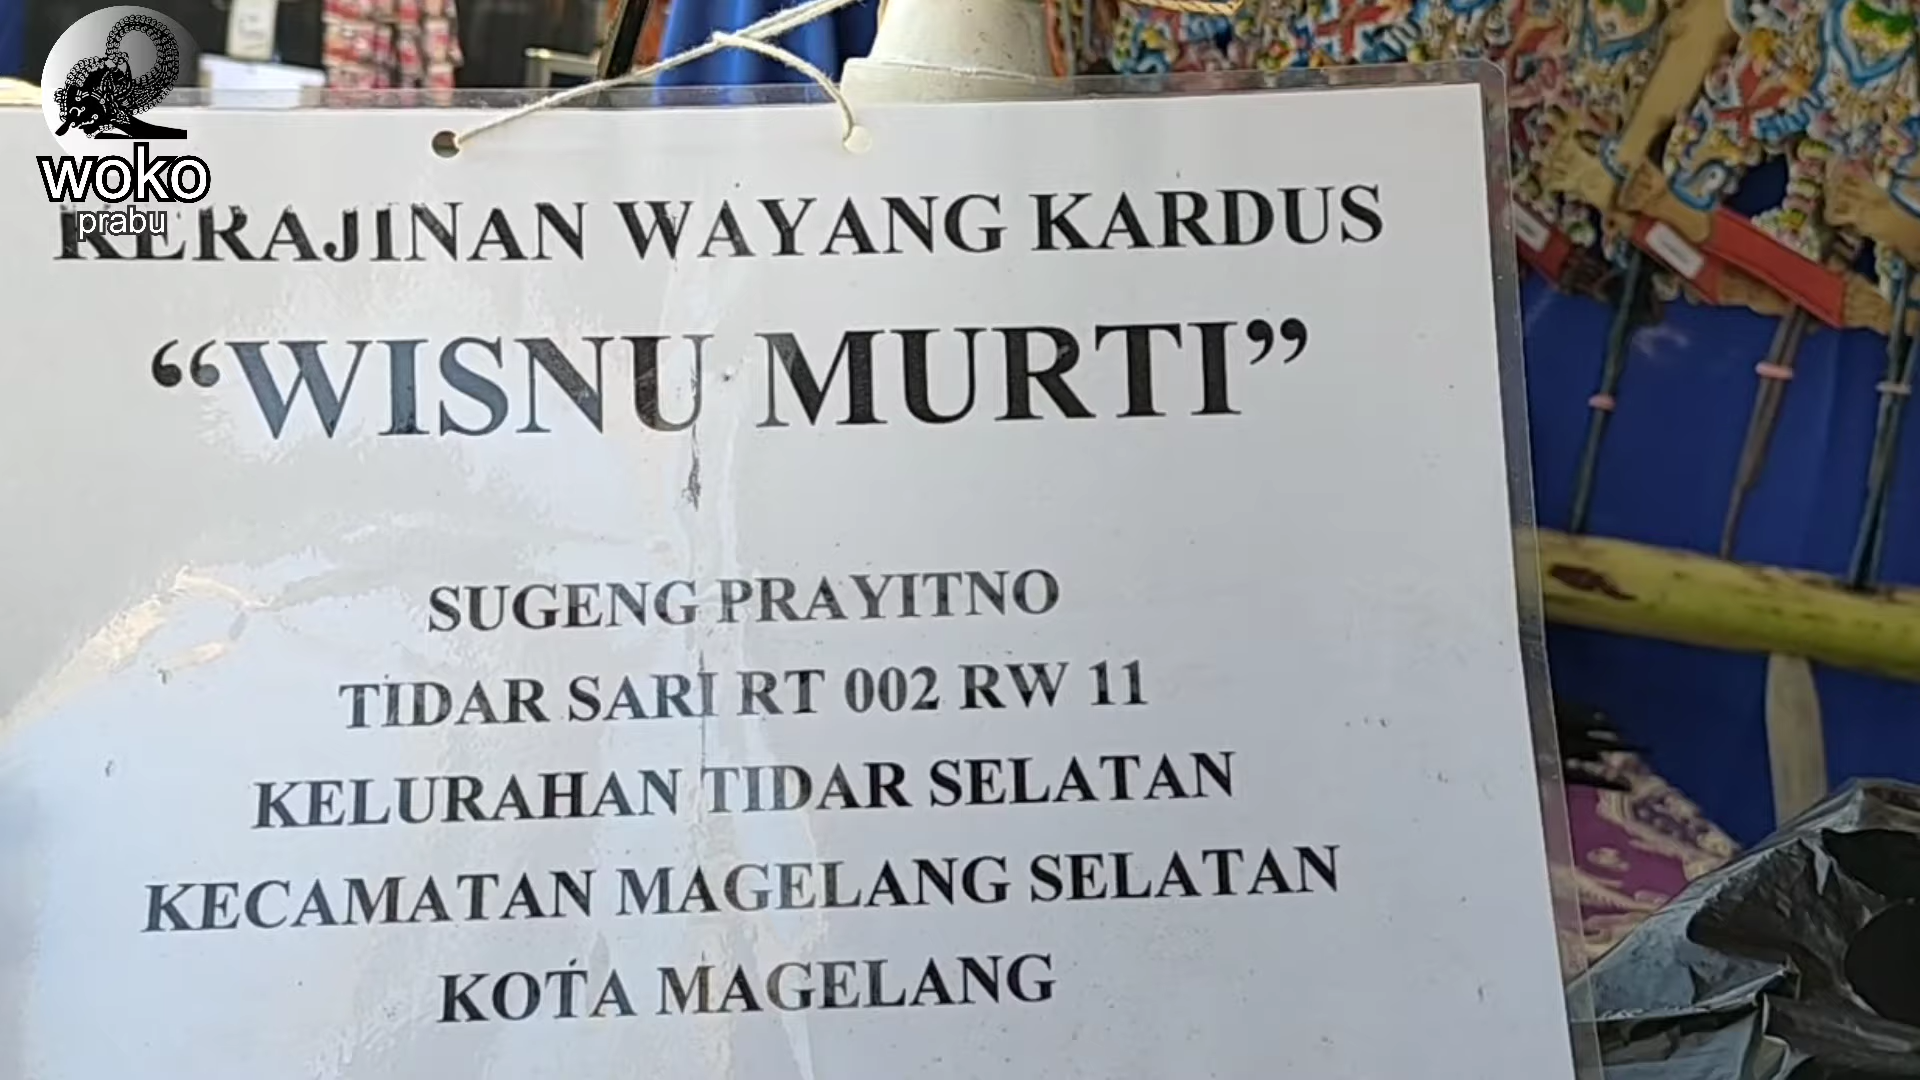 woko
prabu
KERAJINAN WAYANG KARDUS
“WISNU MURTI”
SUGENG PRAYITNO
TIDAR SARI RT 002 RW 11
KELURAHAN TIDAR SELATAN
KECAMATAN MAGELANG SELATAN
KOTA MAGELANG